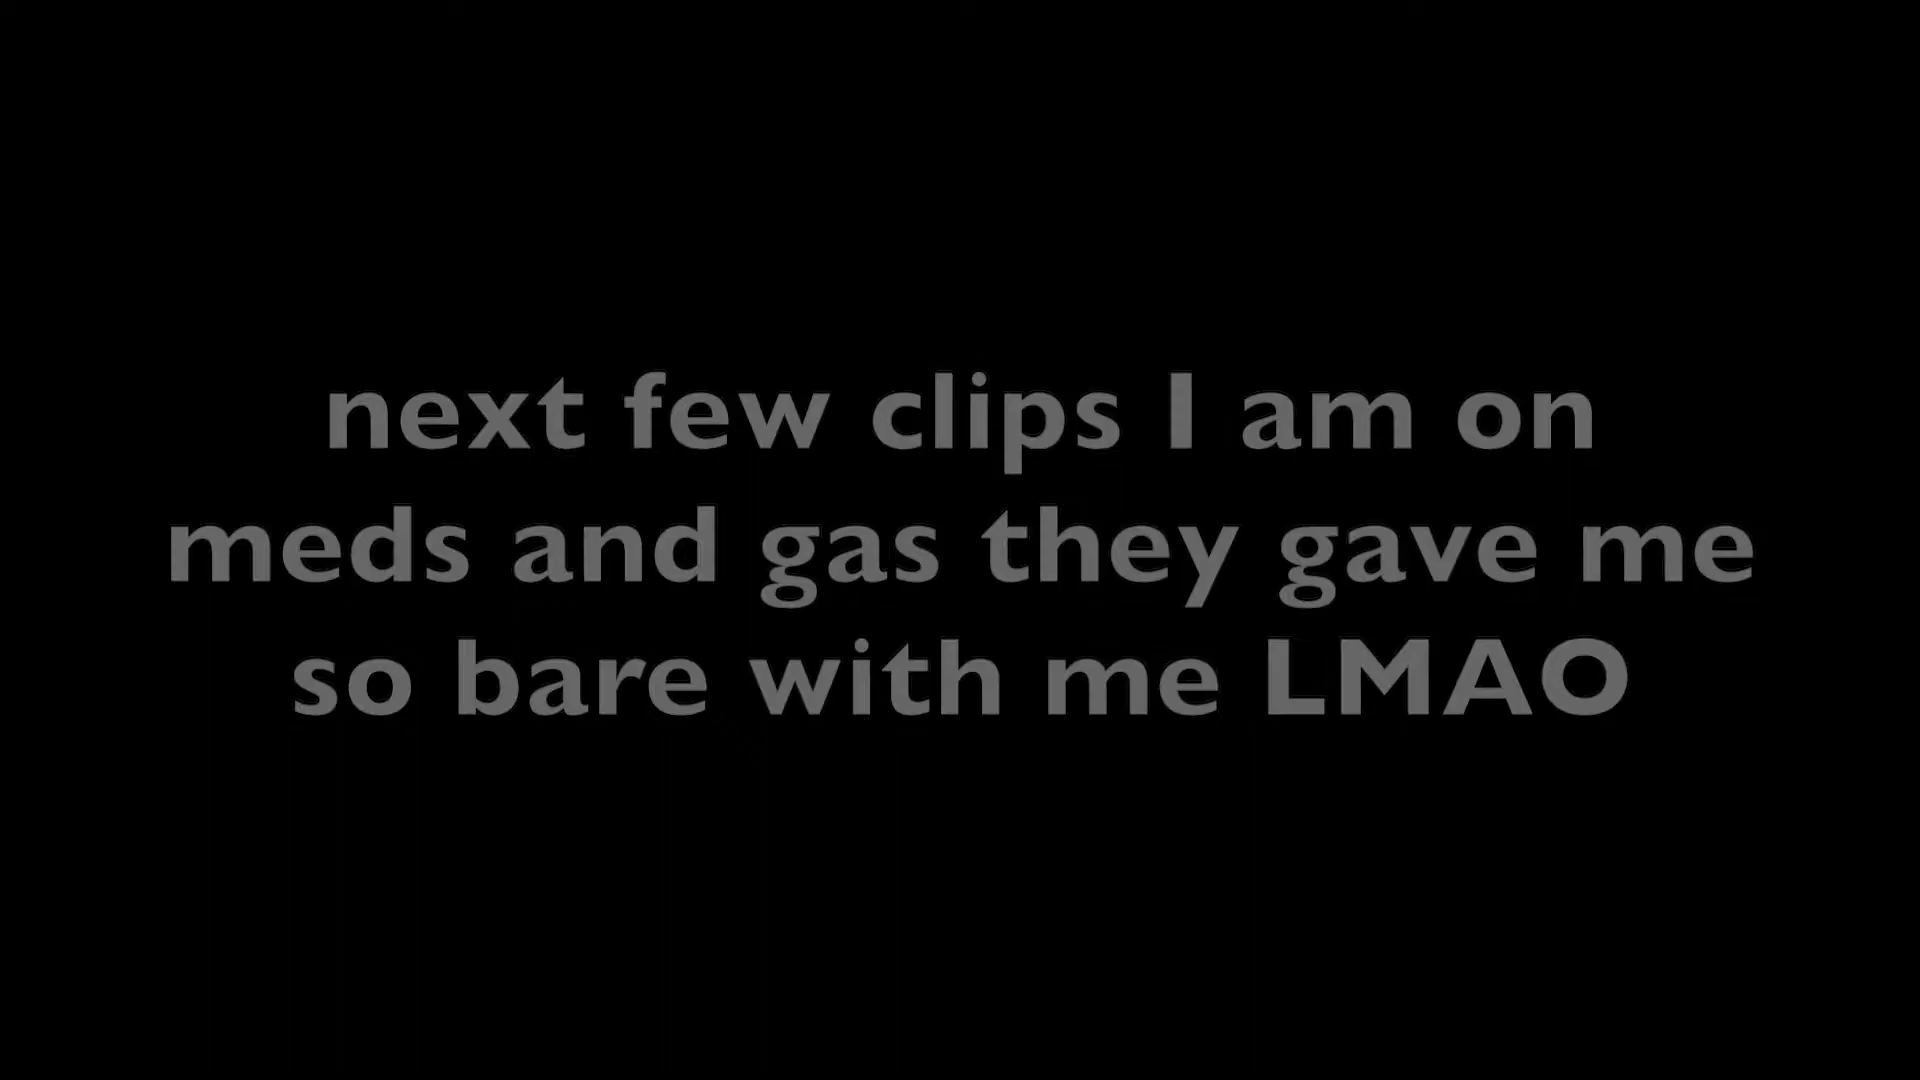 next few clips I am on
meds and gas they gave me
so bare with me LMAO